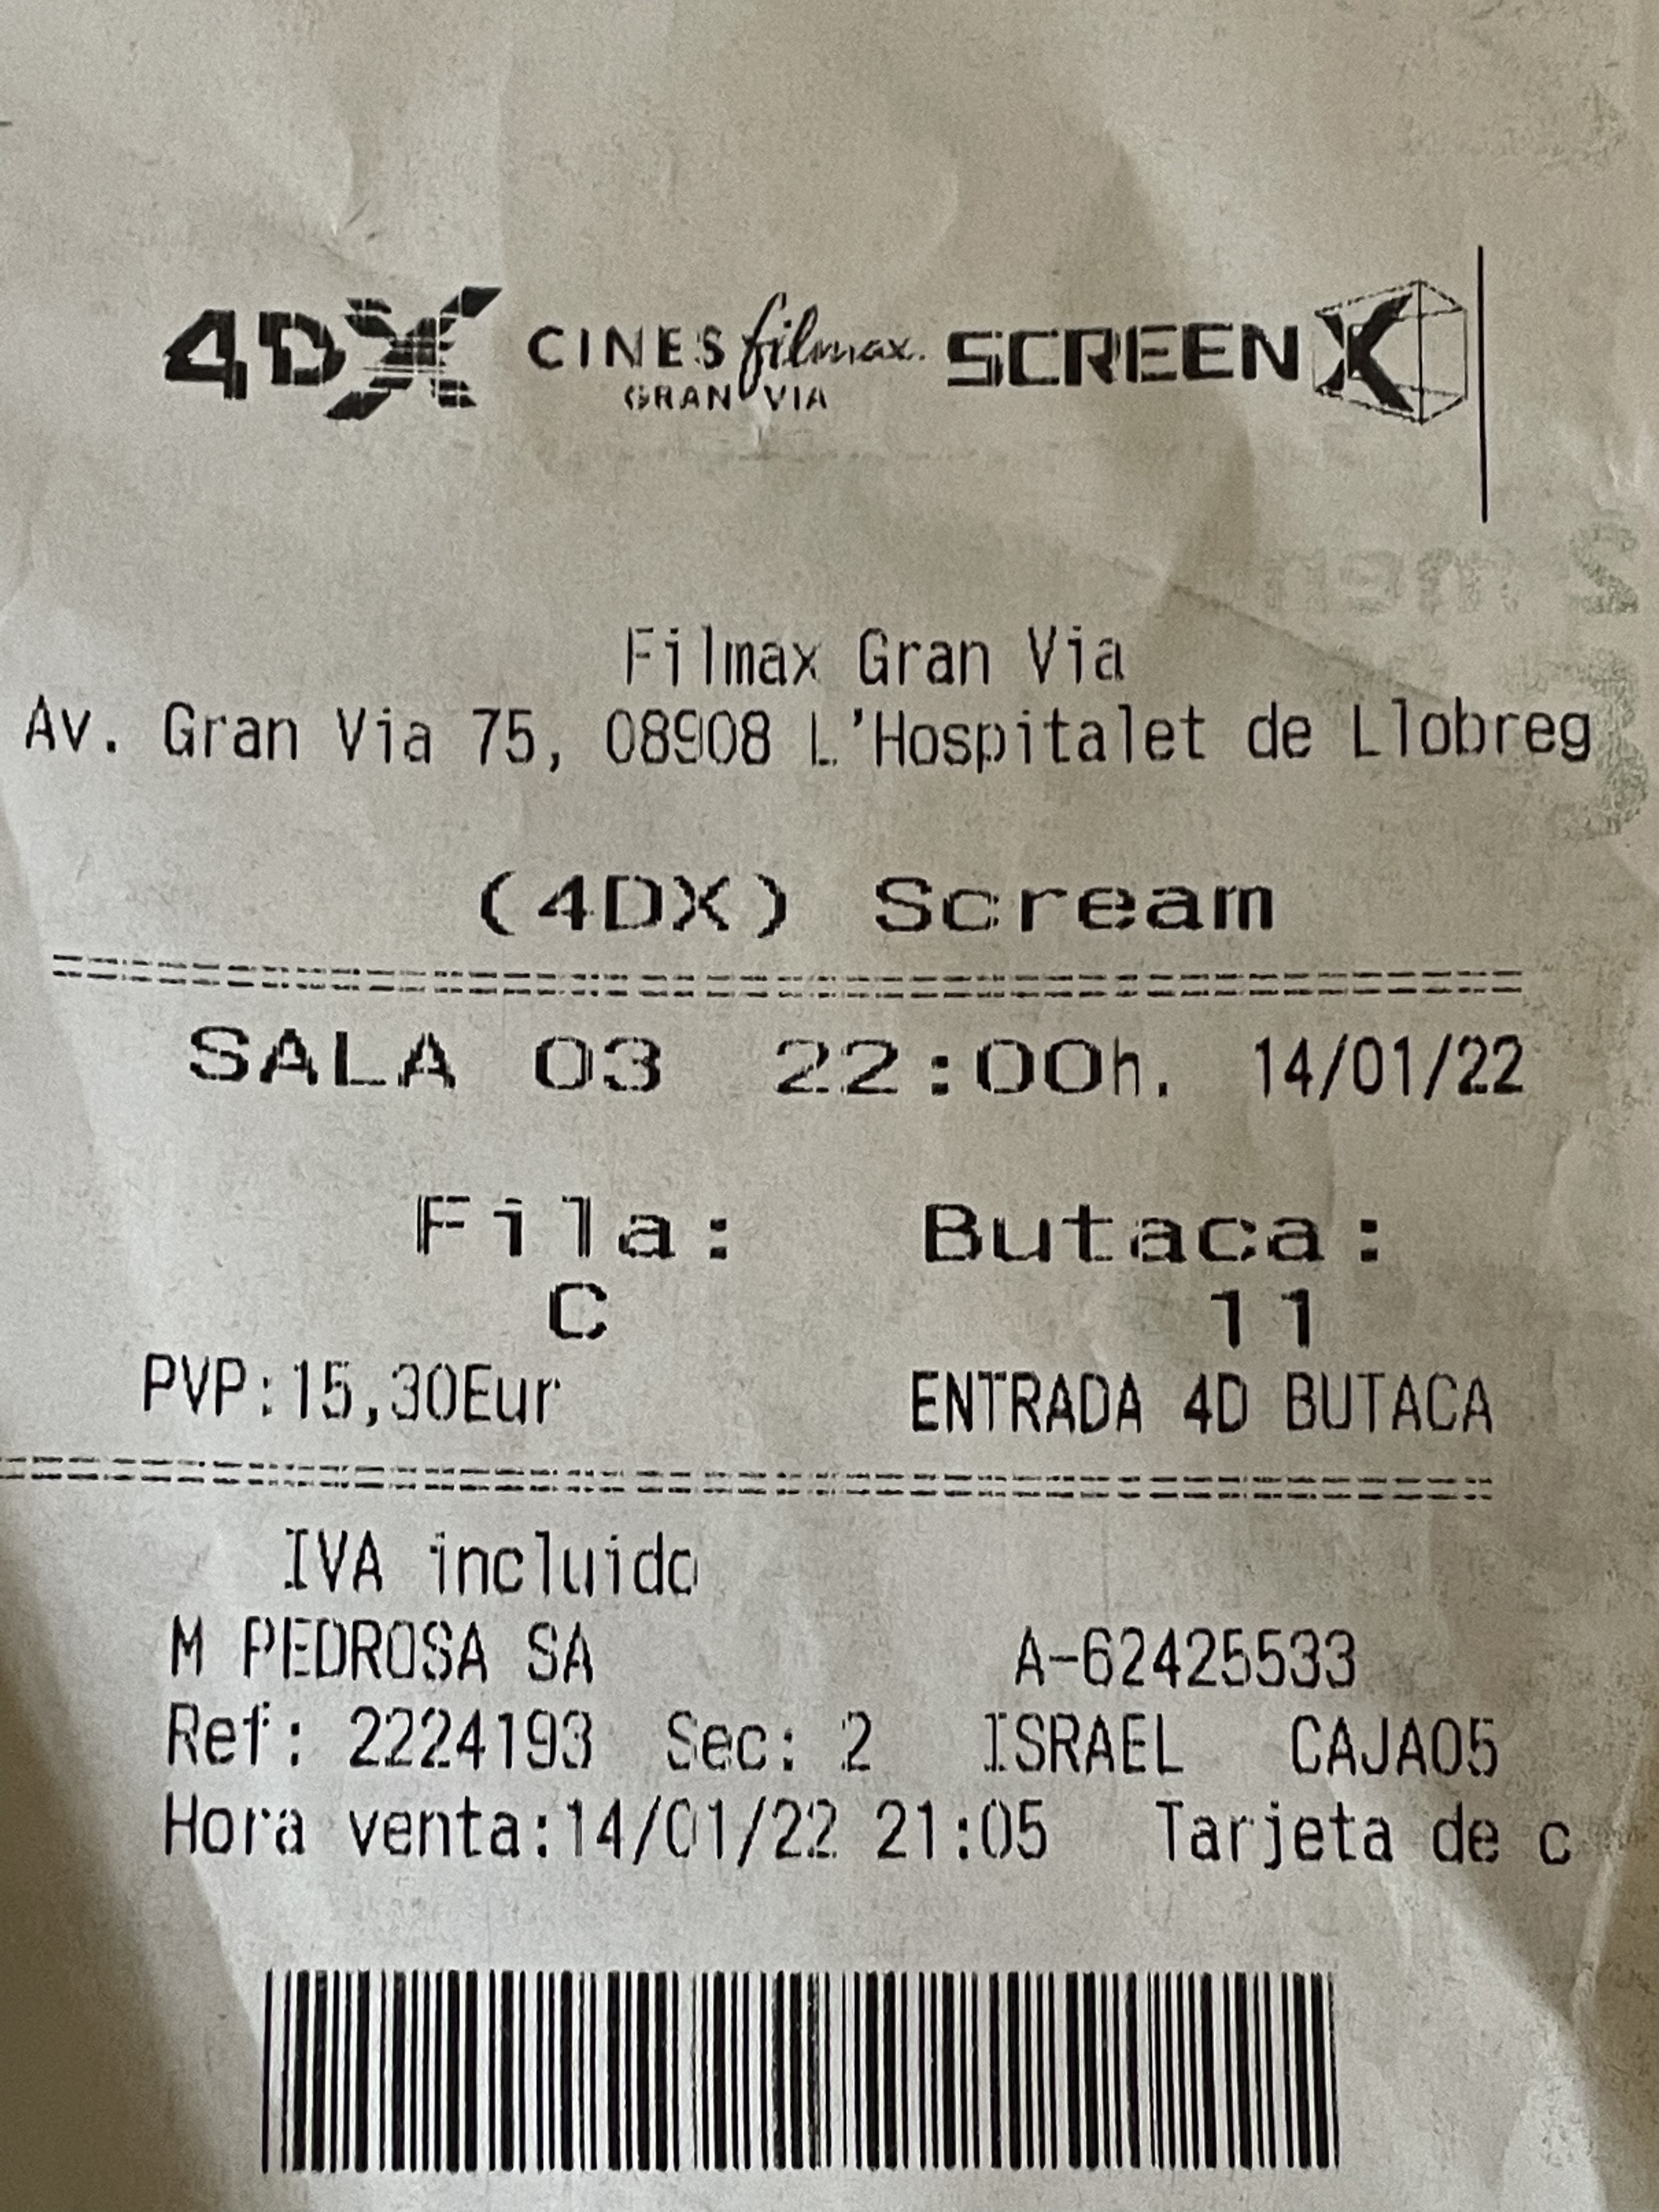 4DX CINES filmax. SCREENX
GRAN VIA
Filmax Gran Via
Av. Gran Via 75, 08908 L'Hospitalet de Llobreg
(4DX) Scream
SALA 03 22:00h. 14/01/22
Fila: Butaca:
C 11
PVP:15,30Eur ENTRADA 4D BUTACA
IVA incluido
M PEDROSA SA A-62425533
Ref: 2224193 Sec: 2 ISRAEL CAJA05
Hora venta:14/01/22 21:05 Tarjeta de c